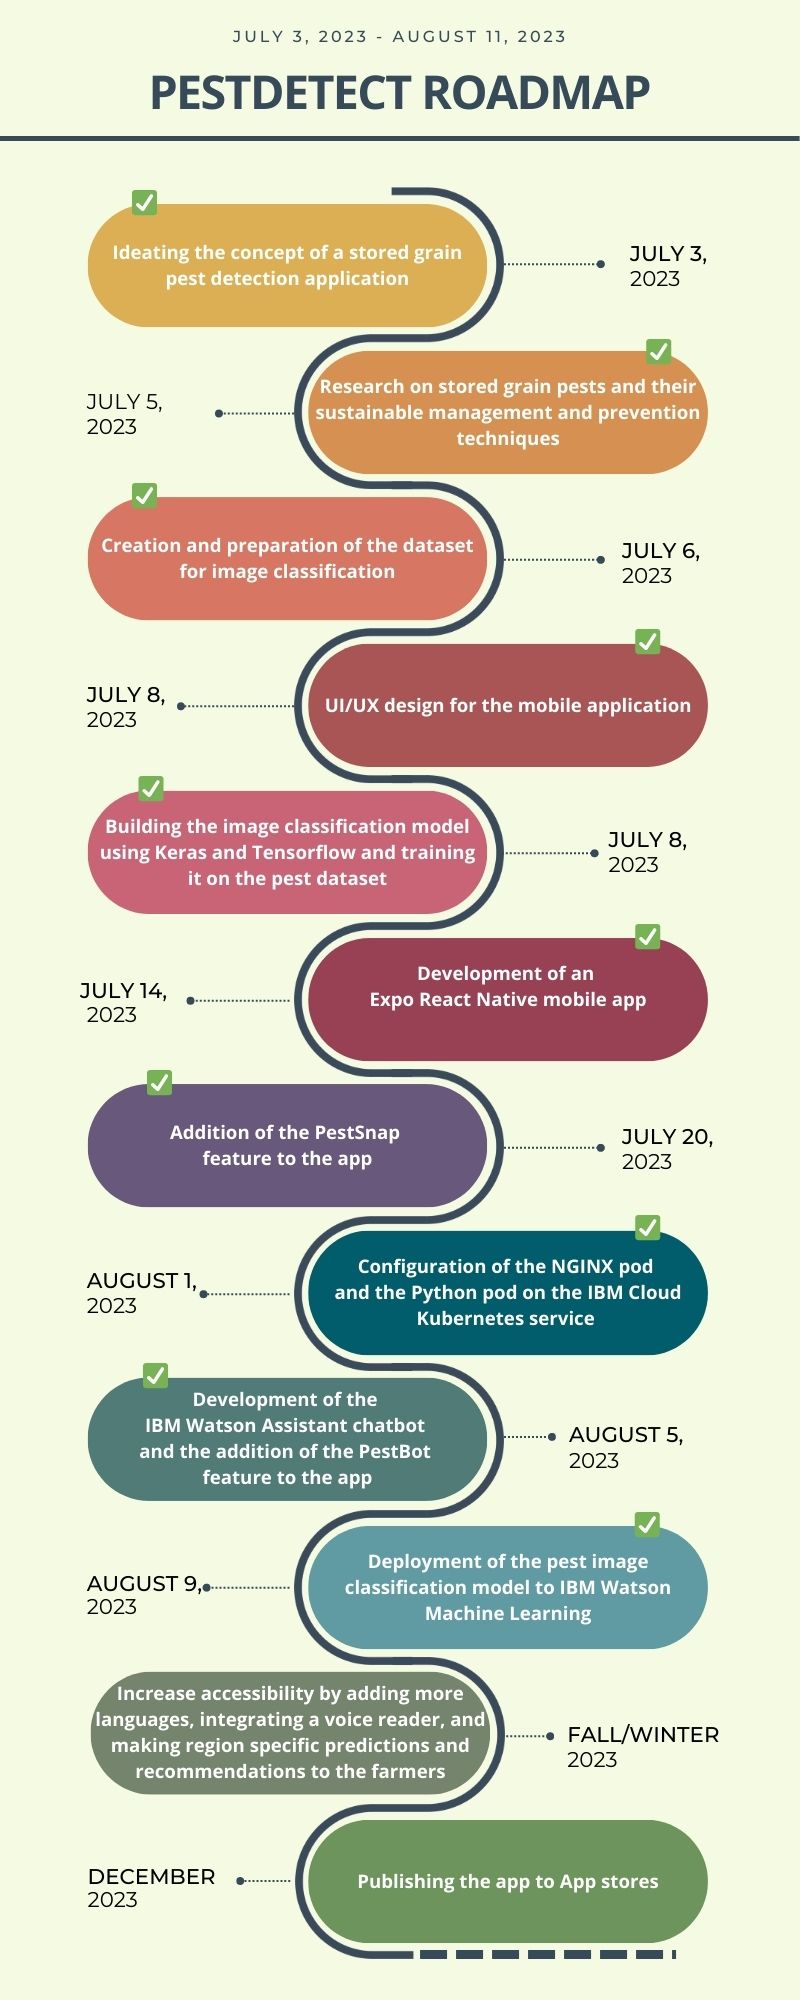 JULY 3, 2023 - AUGUST 11, 2023
PESTDETECT ROADMAP
Ideating the concept of a stored grain
pest detection application
JULY 3,
2023
JULY 5,
2023
Research on stored grain pests and their
sustainable management and prevention
techniques
Creation and preparation of the dataset
for image classification
JULY 6,
2023
JULY 8,
2023
UI/UX design for the mobile application
Building the image classification model
using Keras and Tensorflow and training
it on the pest dataset
JULY 8,
2023
JULY 14,
2023
Development of an
Expo React Native mobile app
Addition of the PestSnap
feature to the app
JULY 20,
2023
AUGUST 1,
2023
Configuration of the NGINX pod
and the Python pod on the IBM Cloud
Kubernetes service
Development of the
IBM Watson Assistant chatbot
and the addition of the PestBot
feature to the app
AUGUST 5,
2023
AUGUST 9,
2023
Deployment of the pest image
classification model to IBM Watson
Machine Learning
Increase accessibility by adding more
languages, integrating a voice reader, and
making region specific predictions and
recommendations to the farmers
FALL/WINTER
2023
DECEMBER
2023
Publishing the app to App stores